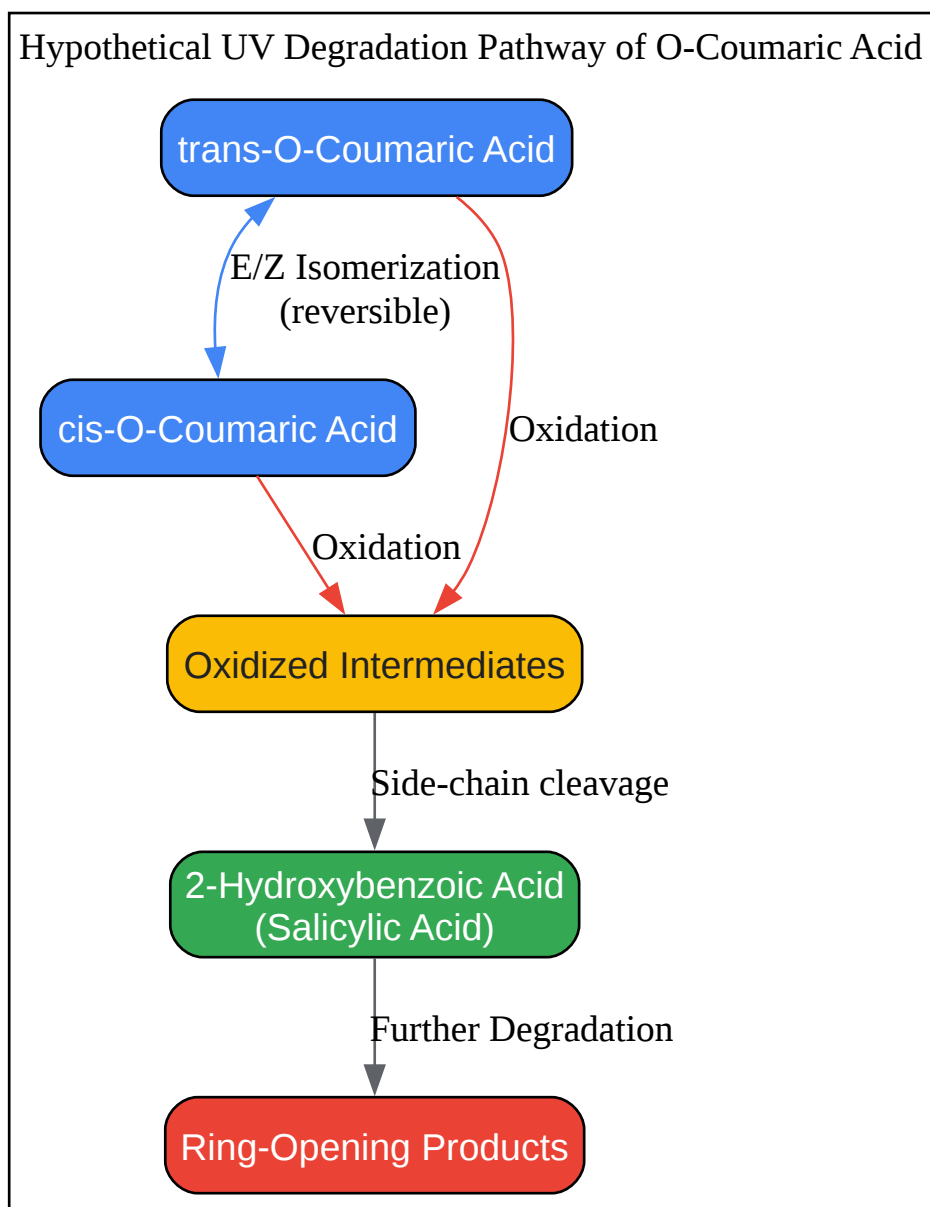 Hypothetical UV Degradation Pathway of O-Coumaric Acid
trans-O-Coumaric Acid
E/Z Isomerization
(reversible)
cis-O-Coumaric Acid
Oxidation
Oxidation
Oxidized Intermediates
Side-chain cleavage
2-Hydroxybenzoic Acid
(Salicylic Acid)
Further Degradation
Ring-Opening Products